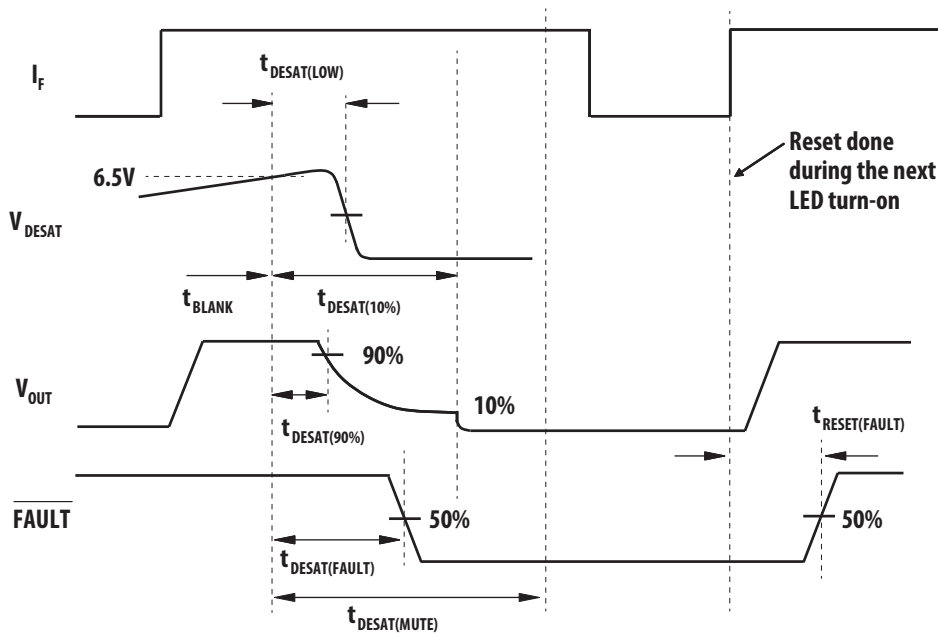 I_F
t_DESAT(LOW)
Reset done
during the next
LED turn-on
6.5V
V_DESAT
t_BLANK
t_DESAT(10%)
90%
V_OUT
10%
t_DESAT(90%)
t_RESET(FAULT)
FAULT
50%
50%
t_DESAT(FAULT)
t_DESAT(MUTE)